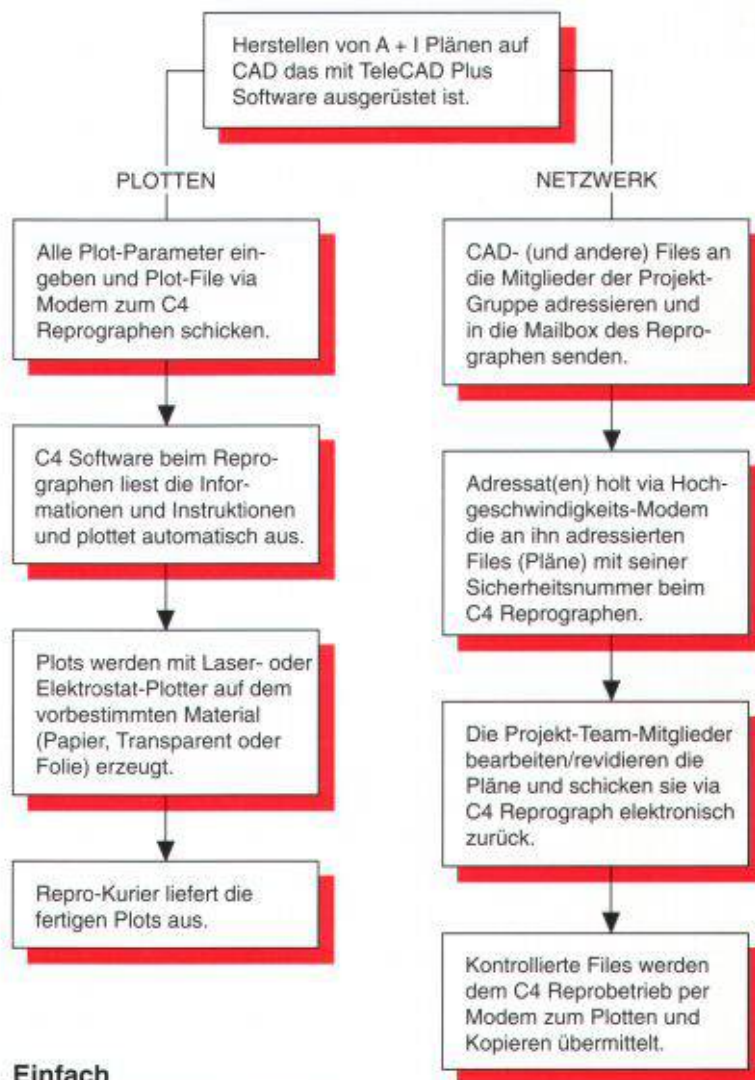 Herstellen von A + I Plänen auf
CAD das mit TeleCAD Plus
Software ausgerüstet ist.
PLOTTEN
Alle Plot-Parameter ein-
geben und Plot-File via
Modem zum C4
Reprographen schicken.
C4 Software beim Repro-
graphen liest die Infor-
mationen und Instruktionen
und plottet automatisch aus.
Plots werden mit Laser- oder
Elektrostat-Plotter auf dem
vorbestimmten Material
(Papier, Transparent oder
Folie) erzeugt.
Repro-Kurier liefert die
fertigen Plots aus.
NETZWERK
CAD- (und andere) Files an
die Mitglieder der Projekt-
Gruppe adressieren und
in die Mailbox des Repro-
graphen senden.
Adressat(en) holt via Hoch-
geschwindigkeits-Modem
die an ihn adressierten
Files (Pläne) mit seiner
Sicherheitsnummer beim
C4 Reprographen.
Die Projekt-Team-Mitglieder
bearbeiten/revidieren die
Pläne und schicken sie via
C4 Reprograph elektronisch
zurück.
Kontrollierte Files werden
dem C4 Reprobetrieb per
Modem zum Plotten und
Kopieren übermittelt.
Einfach